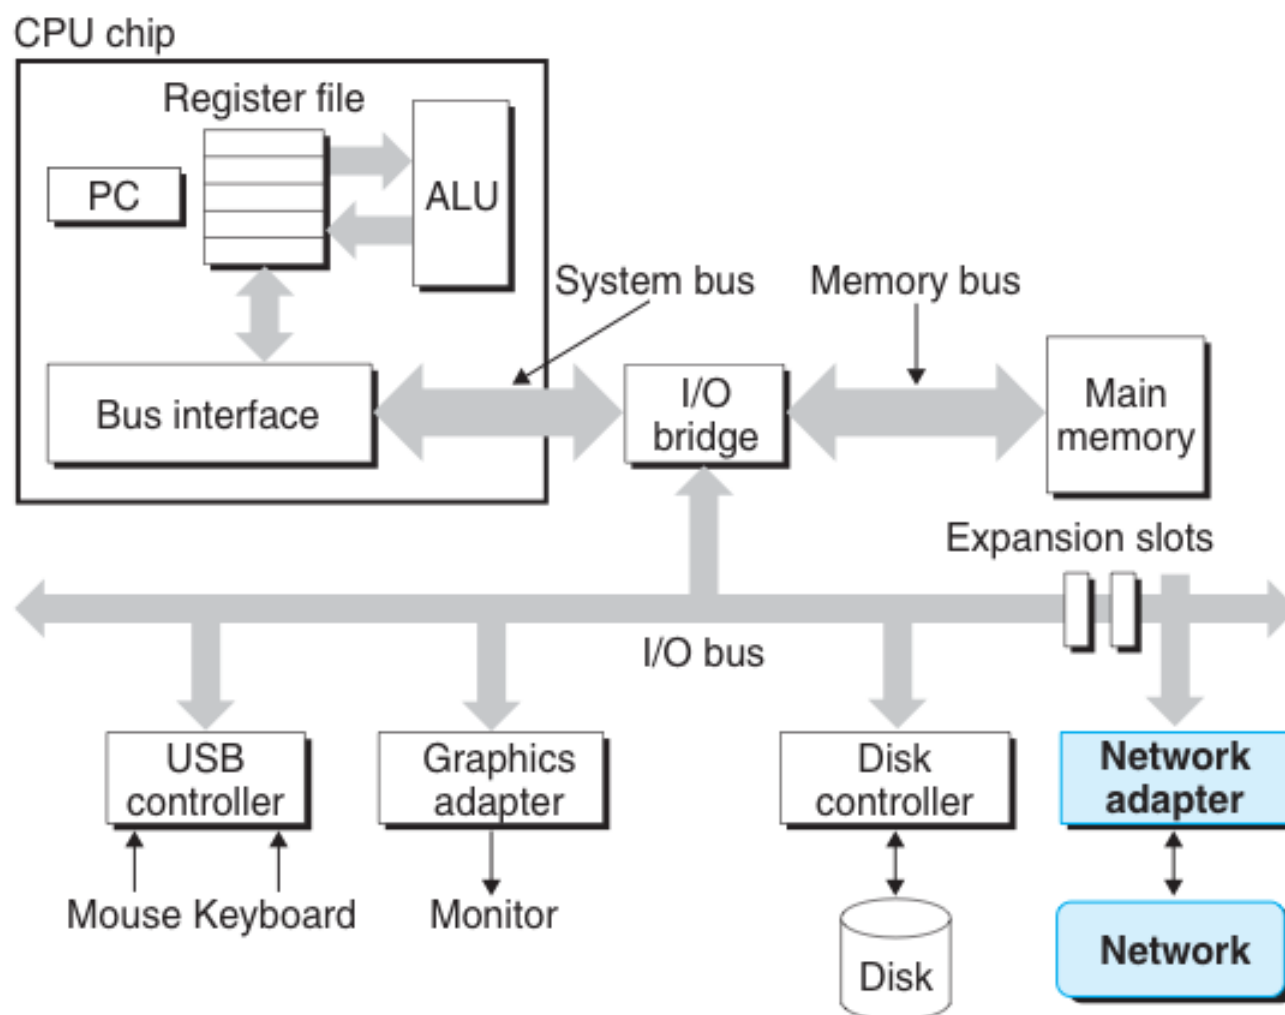 CPU chip
Register file
PC
ALU
System bus
Memory bus
Bus interface
I/O
bridge
Main
memory
Expansion slots
I/O bus
USB
controller
Graphics
adapter
Disk
controller
Network
adapter
Mouse Keyboard
Monitor
Disk
Network